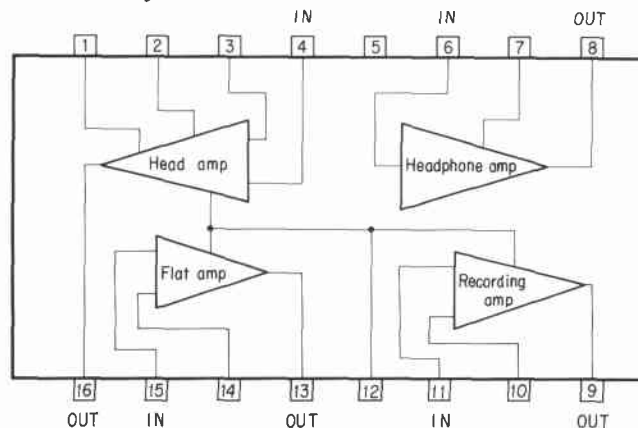 IN IN OUT
1 2 3 4 5 6 7 8
Head amp
Headphone amp
Flat amp
Recording
amp
16 15 14 13 12 11 10 9
OUT IN OUT IN OUT